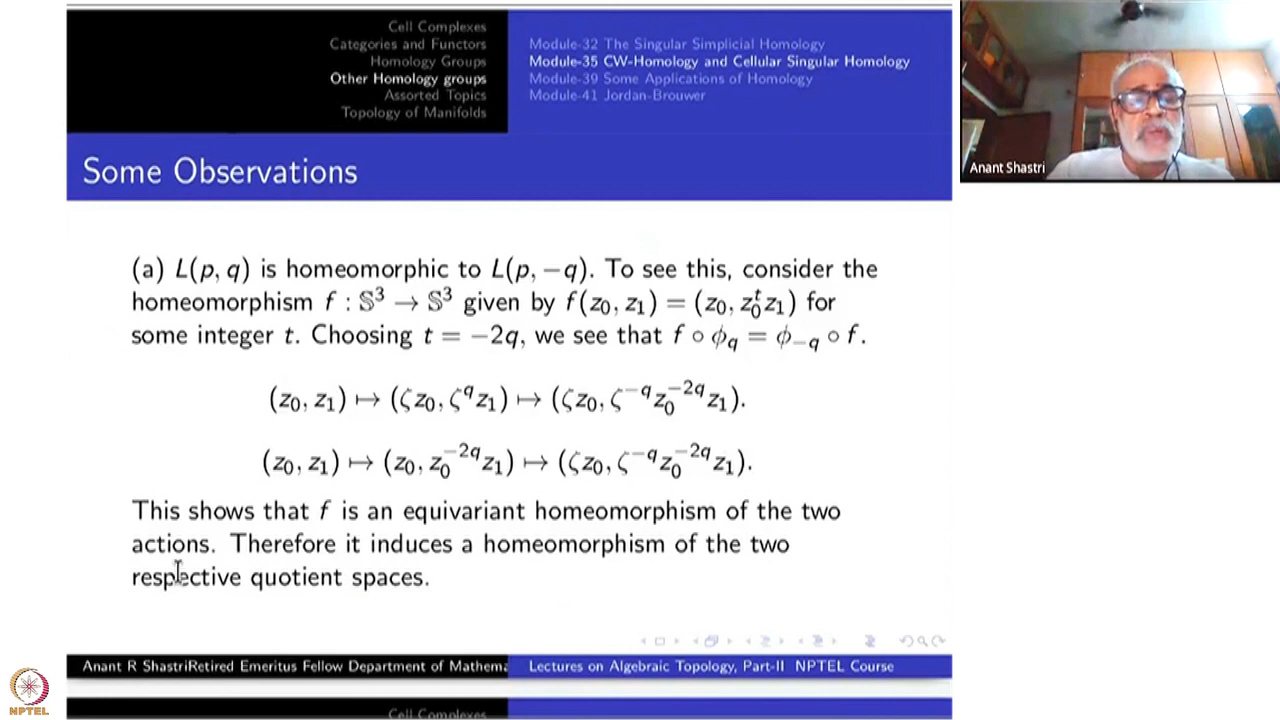 Cell Complexes
Categories and Functors
Homology Groups
Other Homology groups
Assorted Topics
Topology of Manifolds
Module-32 The Singular Simplicial Homology
Module-35 CW-Homology and Cellular Singular Homology
Module-39 Some Applications of Homology
Module-41 Jordan-Brouwer
Anant Shastri
Some Observations
(a) L(p, q) is homeomorphic to L(p, −q). To see this, consider the
homeomorphism f : 𝕊³ → 𝕊³ given by f(z₀, z₁) = (z₀, z₀ᵗz₁) for
some integer t. Choosing t = −2q, we see that f ∘ ϕ_q = ϕ_{−q} ∘ f.
(z₀, z₁) ↦ (ζz₀, ζ^q z₁) ↦ (ζz₀, ζ^{−q} z₀^{−2q} z₁).
(z₀, z₁) ↦ (z₀, z₀^{−2q} z₁) ↦ (ζz₀, ζ^{−q} z₀^{−2q} z₁).
This shows that f is an equivariant homeomorphism of the two
actions. Therefore it induces a homeomorphism of the two
respective quotient spaces.
Anant R ShastriRetired Emeritus Fellow Department of Mathema
Lectures on Algebraic Topology, Part-II NPTEL Course
NPTEL
Cell Complexes